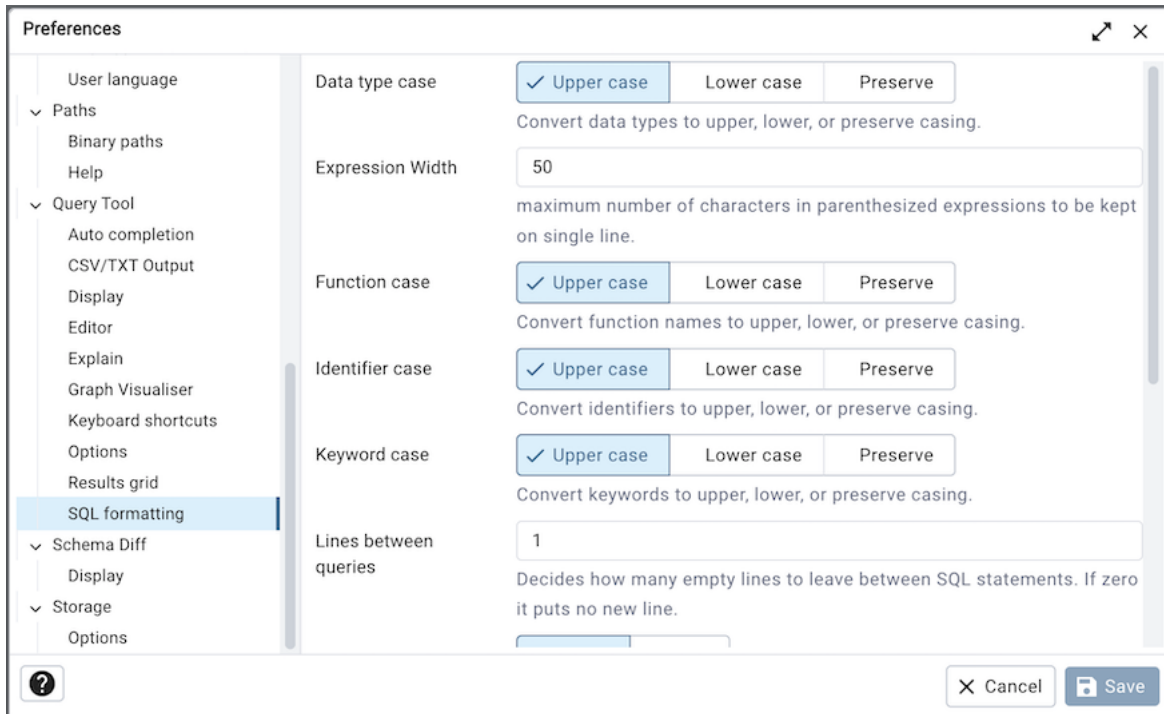 Preferences
User language
Paths
Binary paths
Help
Query Tool
Auto completion
CSV/TXT Output
Display
Editor
Explain
Graph Visualiser
Keyboard shortcuts
Options
Results grid
SQL formatting
Schema Diff
Display
Storage
Options
Data type case
Upper case Lower case Preserve
Convert data types to upper, lower, or preserve casing.
Expression Width
50
maximum number of characters in parenthesized expressions to be kept
on single line.
Function case
Upper case Lower case Preserve
Convert function names to upper, lower, or preserve casing.
Identifier case
Upper case Lower case Preserve
Convert identifiers to upper, lower, or preserve casing.
Keyword case
Upper case Lower case Preserve
Convert keywords to upper, lower, or preserve casing.
Lines between
queries
1
Decides how many empty lines to leave between SQL statements. If zero
it puts no new line.
?
Cancel Save